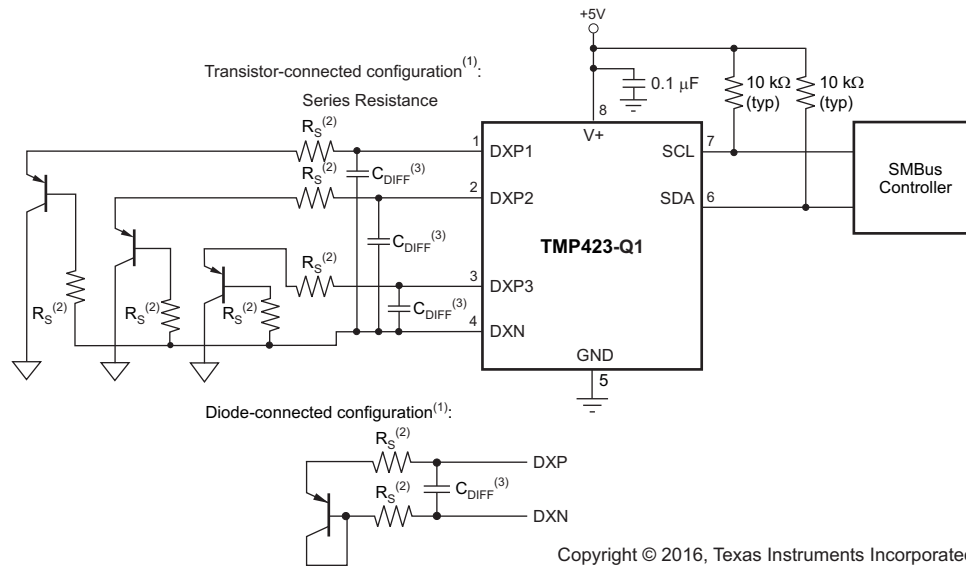 +5V
Transistor-connected configuration(1):
Series Resistance
0.1 μF
10 kΩ
(typ)
10 kΩ
(typ)
8
V+
RS(2)
1
DXP1
SCL
7
CDIFF(3)
RS(2)
2
DXP2
SDA
6
SMBus
Controller
CDIFF(3)
TMP423-Q1
RS(2)
3
DXP3
CDIFF(3)
RS(2)
RS(2)
RS(2)
4
DXN
GND
5
Diode-connected configuration(1):
RS(2)
DXP
CDIFF(3)
RS(2)
DXN
Copyright © 2016, Texas Instruments Incorporate